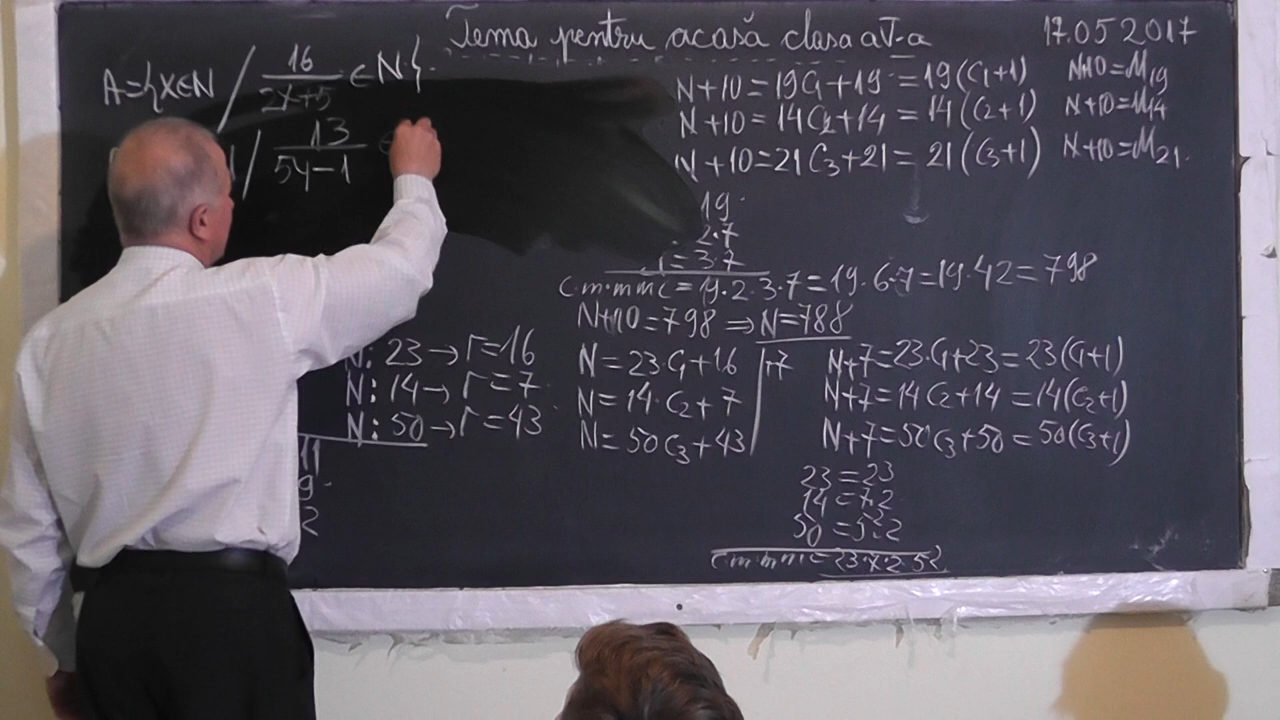 Tema pentru acasă clasa a V-a
17.05 2017
A={x∈N / 16/(2x+5) ∈N}
/ 13/(5y-1)
N+10=19C₁+19=19(C₁+1) N+10=M₁₉
N+10=14C₂+14=14(C₂+1) N+10=M₁₄
N+10=21C₃+21=21(C₃+1) N+10=M₂₁.
19
2·7
=3·7
c.m.mmc=19·2·3·7=19·6·7=19·42=798
N+10=798⇒N=788
N:23→r=16
N:14→r=7
N:50→r=43
N=23·C₁+16 +7
N=14·C₂+7
N=50C₃+43
N+7=23·C₁+23=23(C₁+1)
N+7=14C₂+14=14(C₂+1)
N+7=50C₃+50=50(C₃+1)
11
9
2
23=23
14=7·2
50=5²·2
c.m.mmc=23·7·2·5²